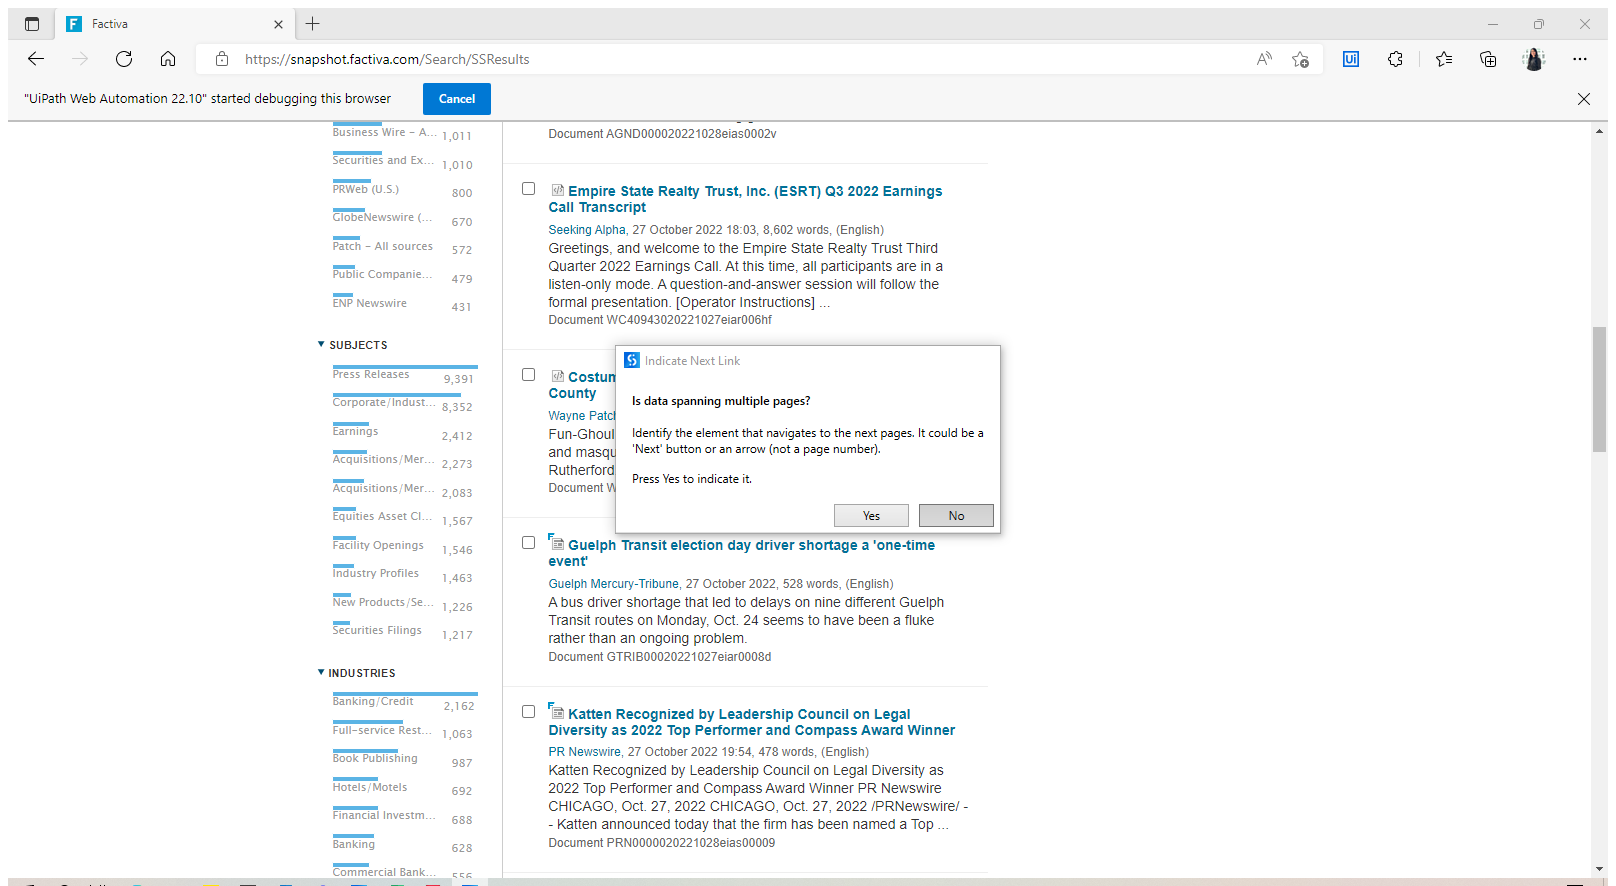 Factiva
https://snapshot.factiva.com/Search/SSResults
"UiPath Web Automation 22.10" started debugging this browser
Cancel
Business Wire – A... 1,011
Securities and Ex... 1,010
PRWeb (U.S.) 800
GlobeNewswire (... 670
Patch – All sources 572
Public Companie... 479
ENP Newswire 431
SUBJECTS
Press Releases 9,391
Corporate/Indust... 8,352
Earnings 2,412
Acquisitions/Mer... 2,273
Acquisitions/Mer... 2,083
Equities Asset Cl... 1,567
Facility Openings 1,546
Industry Profiles 1,463
New Products/Se... 1,226
Securities Filings 1,217
INDUSTRIES
Banking/Credit 2,162
Full-service Rest... 1,063
Book Publishing 987
Hotels/Motels 692
Financial Investm... 688
Banking 628
Commercial Bank... 556
Document AGND000020221028eias0002v
Empire State Realty Trust, Inc. (ESRT) Q3 2022 Earnings
Call Transcript
Seeking Alpha, 27 October 2022 18:03, 8,602 words, (English)
Greetings, and welcome to the Empire State Realty Trust Third
Quarter 2022 Earnings Call. At this time, all participants are in a
listen-only mode. A question-and-answer session will follow the
formal presentation. [Operator Instructions] ...
Document WC40943020221027eiar006hf
Costum
County
Wayne Patch
Fun-Ghoul
and masqu
Rutherford
Document W
Indicate Next Link
Is data spanning multiple pages?
Identify the element that navigates to the next pages. It could be a
'Next' button or an arrow (not a page number).
Press Yes to indicate it.
Yes
No
Guelph Transit election day driver shortage a 'one-time
event'
Guelph Mercury-Tribune, 27 October 2022, 528 words, (English)
A bus driver shortage that led to delays on nine different Guelph
Transit routes on Monday, Oct. 24 seems to have been a fluke
rather than an ongoing problem.
Document GTRIB00020221027eiar0008d
Katten Recognized by Leadership Council on Legal
Diversity as 2022 Top Performer and Compass Award Winner
PR Newswire, 27 October 2022 19:54, 478 words, (English)
Katten Recognized by Leadership Council on Legal Diversity as
2022 Top Performer and Compass Award Winner PR Newswire
CHICAGO, Oct. 27, 2022 CHICAGO, Oct. 27, 2022 /PRNewswire/ -
- Katten announced today that the firm has been named a Top ...
Document PRN0000020221028eias00009